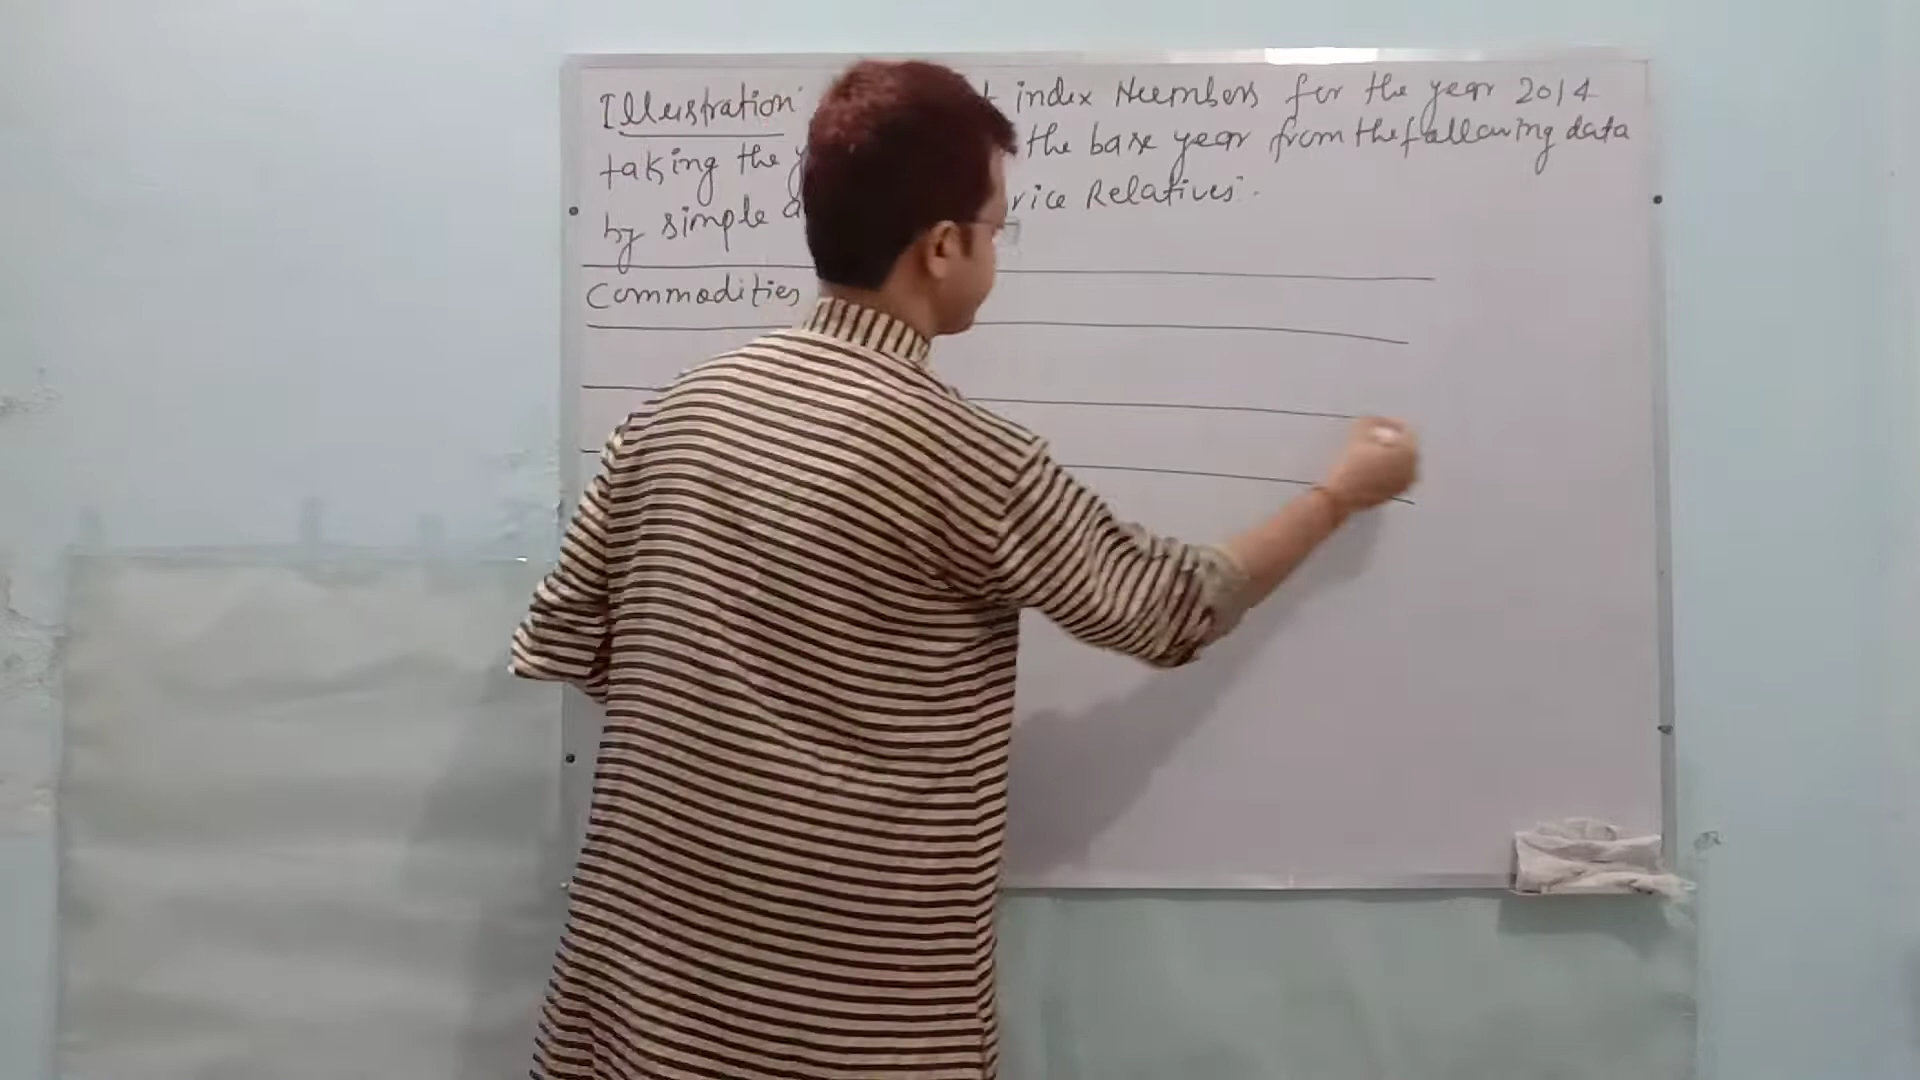 Illustration: index Numbers for the year 2014
taking the the base year from the following data
by simple Relatives.
Commodities